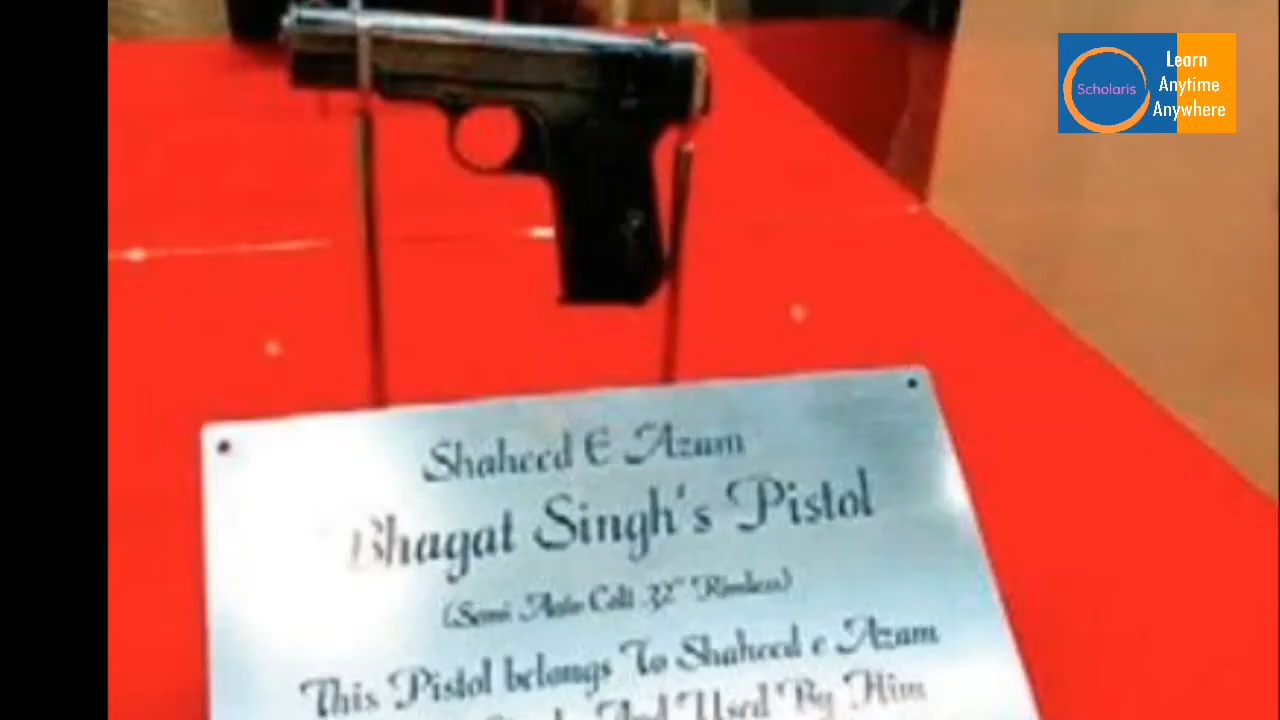 Scholaris
Learn
Anytime
Anywhere
Shaheed E Azam
Bhagat Singh's Pistol
(Semi Auto Colt .32" Rimless)
This Pistol belongs To Shaheed e Azam
And Used By Him